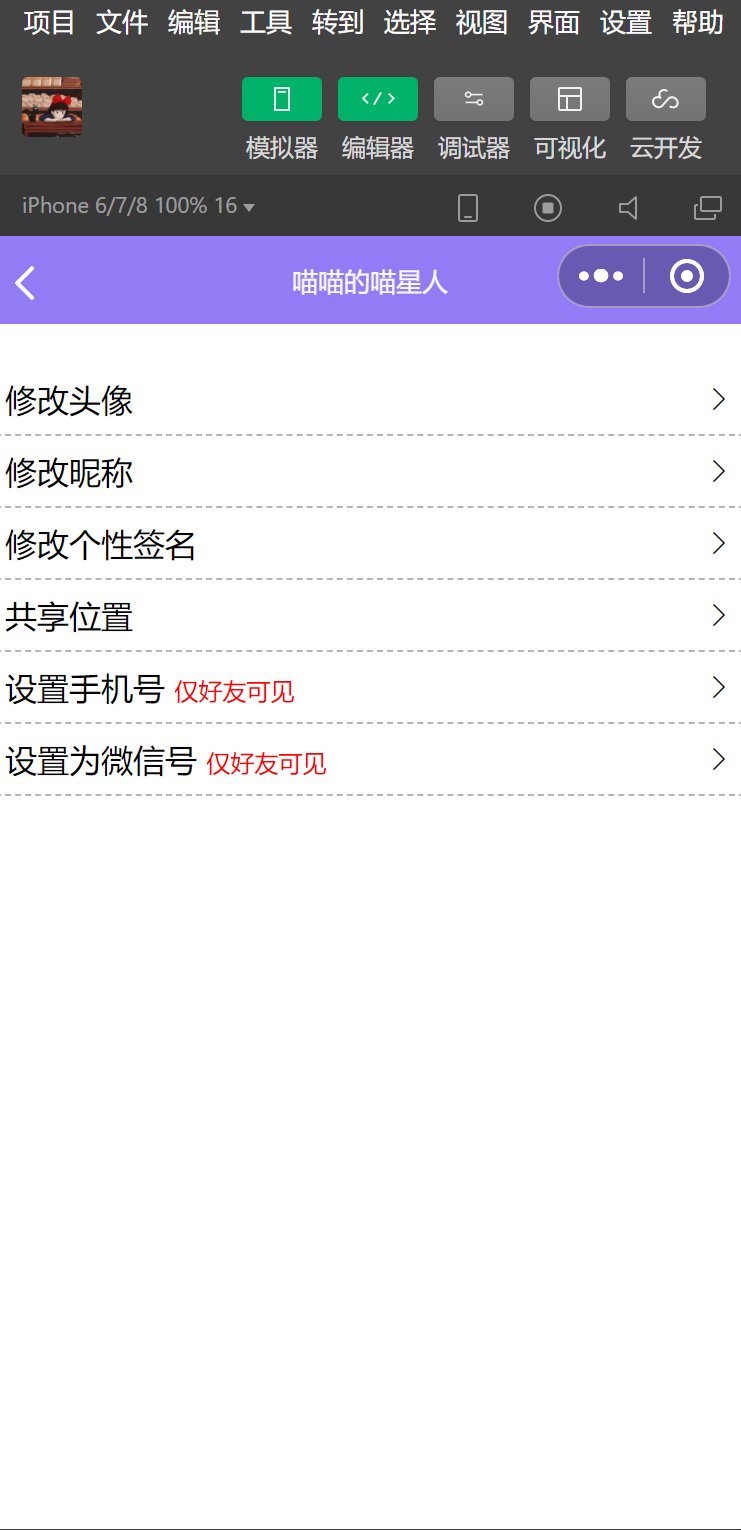 项目 文件 编辑 工具 转到 选择 视图 界面 设置 帮助
模拟器 编辑器 调试器 可视化 云开发
iPhone 6/7/8 100% 16
喵喵的喵星人
修改头像
修改昵称
修改个性签名
共享位置
设置手机号 仅好友可见
设置为微信号 仅好友可见